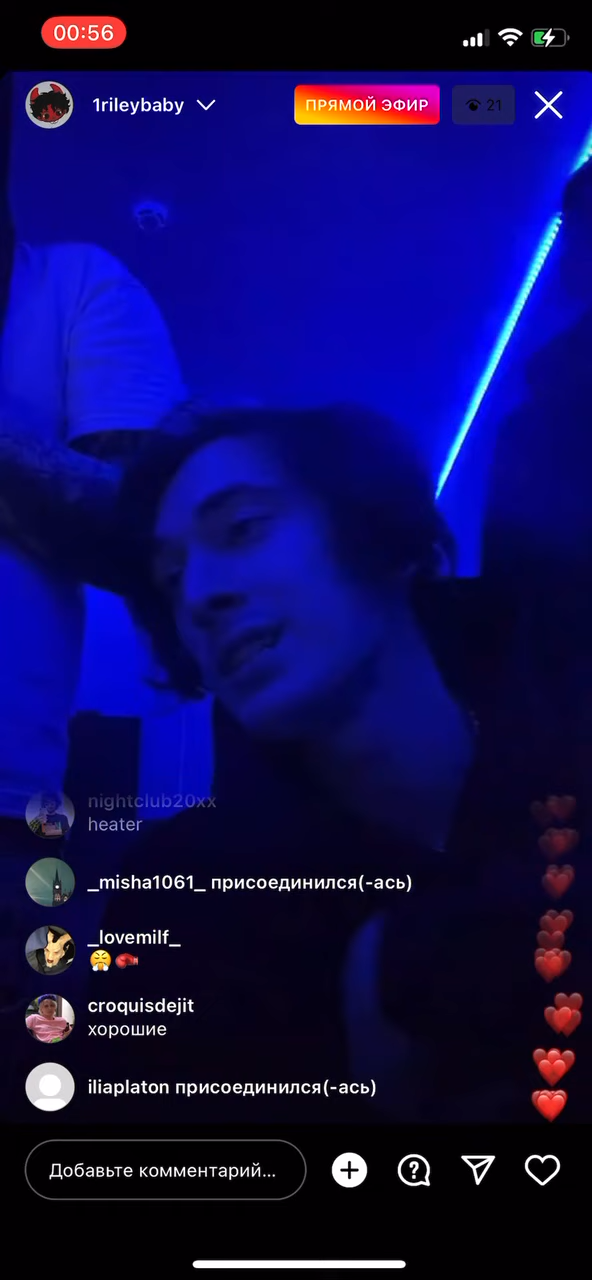 00:56
1rileybaby
ПРЯМОЙ ЭФИР
21
nightclub20xx
heater
_misha1061_ присоединился(-ась)
_lovemilf_
😤🥊
croquisdejit
хорошие
iliaplaton присоединился(-ась)
Добавьте комментарий...